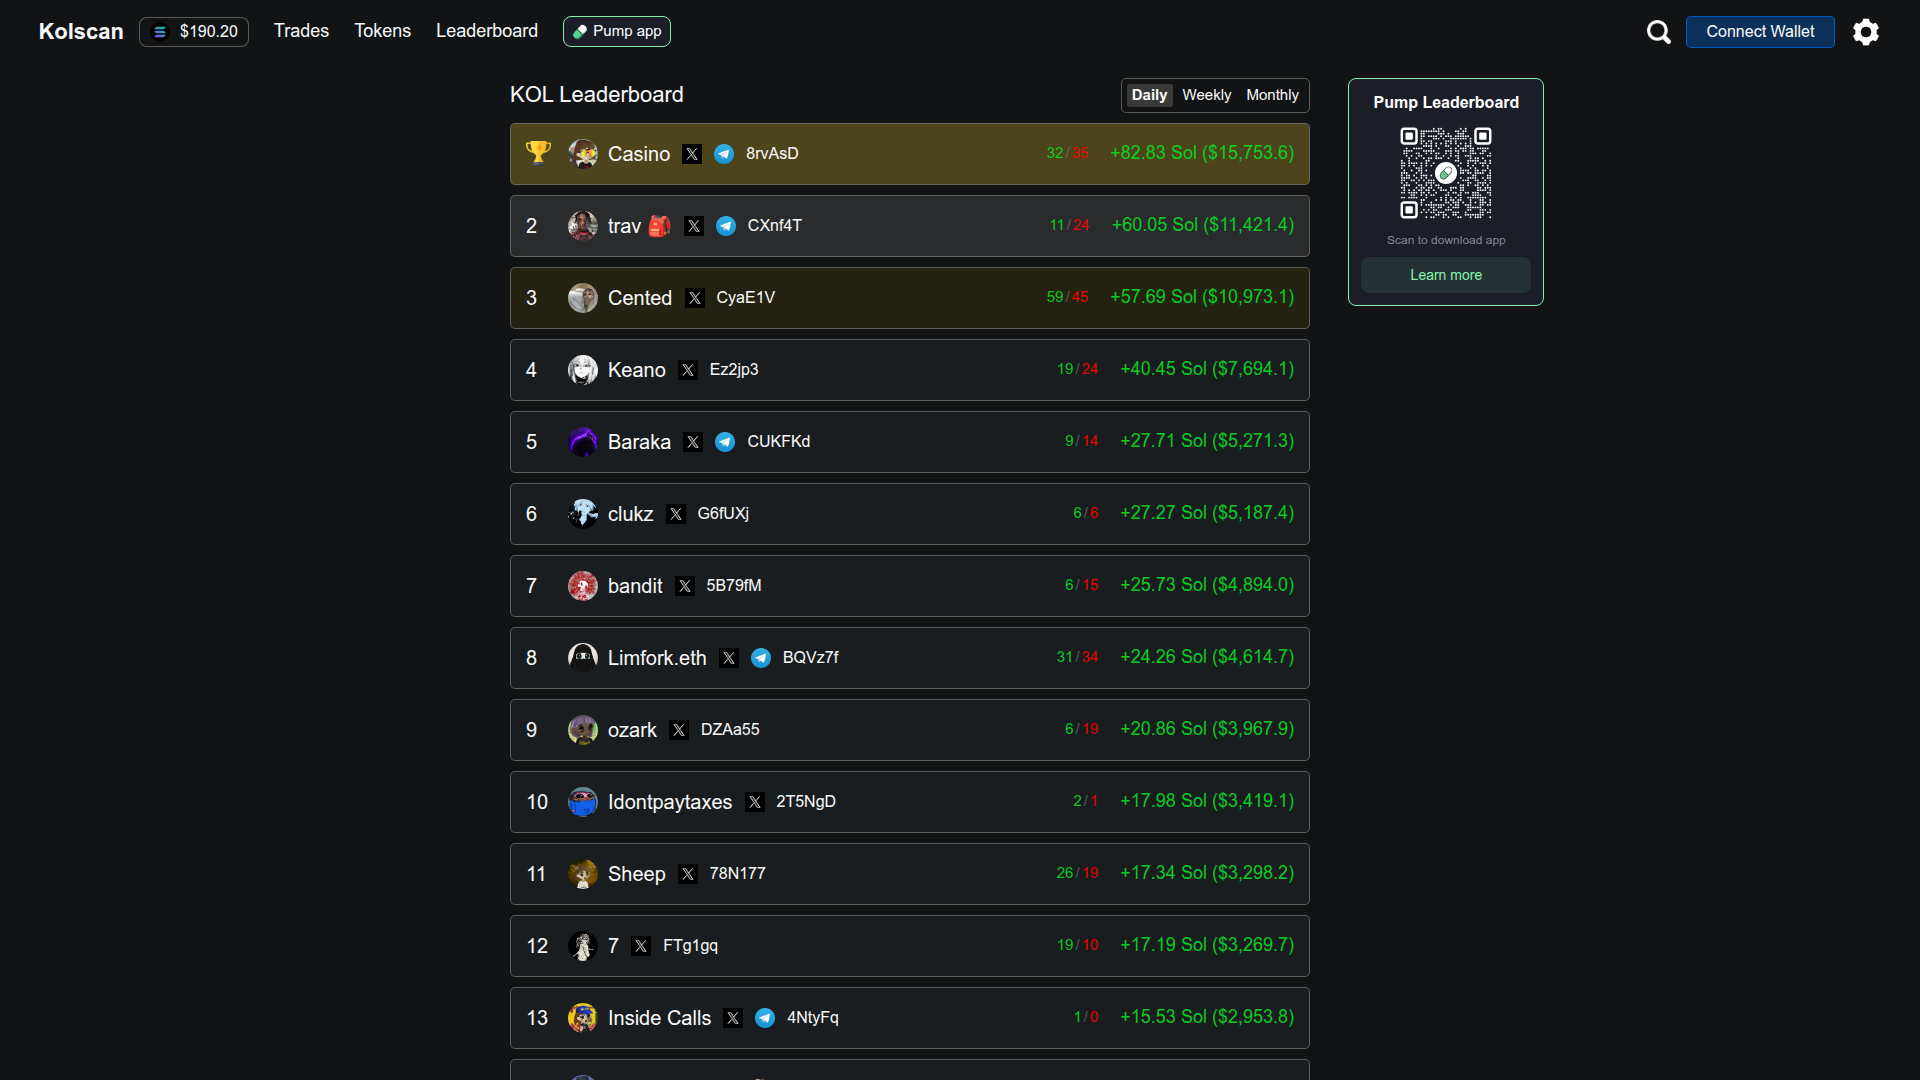 Kolscan $190.20 Trades Tokens Leaderboard Pump app Connect Wallet
KOL Leaderboard Daily Weekly Monthly
Casino 8rvAsD 32/35 +82.83 Sol ($15,753.6)
2 trav 🎒 CXnf4T 11/24 +60.05 Sol ($11,421.4)
3 Cented CyaE1V 59/45 +57.69 Sol ($10,973.1)
4 Keano Ez2jp3 19/24 +40.45 Sol ($7,694.1)
5 Baraka CUKFKd 9/14 +27.71 Sol ($5,271.3)
6 clukz G6fUXj 6/6 +27.27 Sol ($5,187.4)
7 bandit 5B79fM 6/15 +25.73 Sol ($4,894.0)
8 Limfork.eth BQVz7f 31/34 +24.26 Sol ($4,614.7)
9 ozark DZAa55 6/19 +20.86 Sol ($3,967.9)
10 Idontpaytaxes 2T5NgD 2/1 +17.98 Sol ($3,419.1)
11 Sheep 78N177 26/19 +17.34 Sol ($3,298.2)
12 7 FTg1gq 19/10 +17.19 Sol ($3,269.7)
13 Inside Calls 4NtyFq 1/0 +15.53 Sol ($2,953.8)
Pump Leaderboard
Scan to download app
Learn more